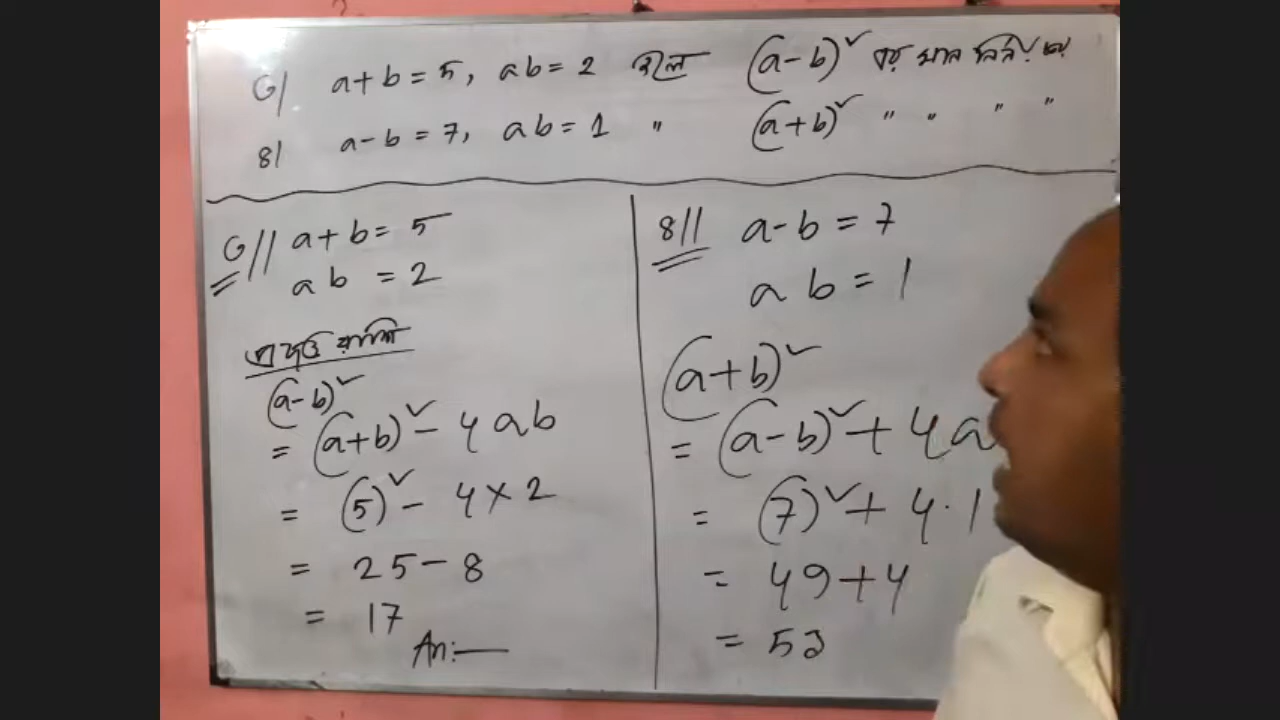 ৩| a+b=5, ab=2 হলে (a-b)² এর মান নির্ণয় কর
৪| a-b=7, ab=1 " (a+b)² " " " "
৩|| a+b=5
ab=2
প্রদত্ত রাশি
(a-b)²
= (a+b)² - 4ab
= (5)² - 4×2
= 25-8
= 17
An:—
৪|| a-b=7
ab=1
(a+b)²
= (a-b)² + 4a
= (7)² + 4·1
= 49+4
= 53